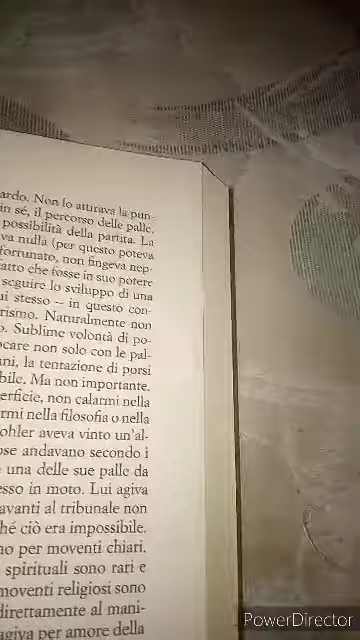 ardo. Non lo attirava la pun-
in sé, il percorso delle palle.
possibilità della partita. La
va nulla (per questo poteva
fortunato, non fingeva nep-
atto che fosse in suo potere
seguire lo sviluppo di una
ui stesso – in questo con-
rismo. Naturalmente non
o. Sublime volontà di po-
ocare non solo con le pal-
ani, la tentazione di porsi
bile. Ma non importante.
erficie, non calarmi nella
rmi nella filosofia o nella
ohler aveva vinto un'al-
ose andavano secondo i
una delle sue palle da
esso in moto. Lui agiva
avanti al tribunale non
hé ciò era impossibile.
no per moventi chiari.
spirituali sono rari e
moventi religiosi sono
direttamente al mani-
agiva per amore della
PowerDirector